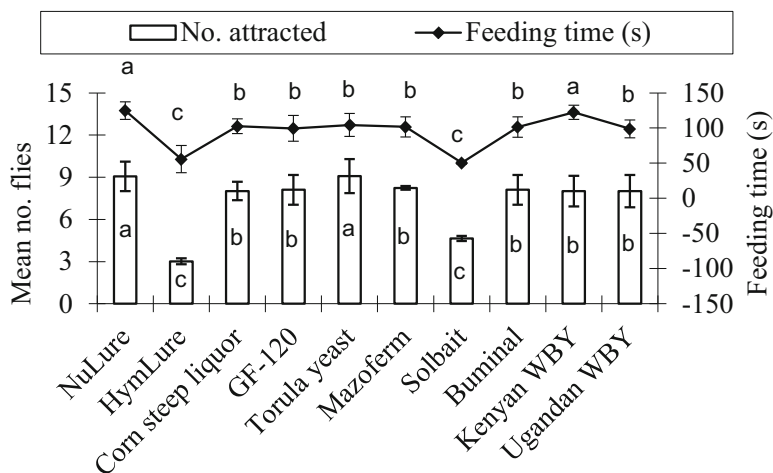 No. attracted Feeding time (s)
a c b b b b c b a b
15 12 9 6 3 0
Mean no. flies
150 100 50 0 -50 -100 -150
Feeding time (s)
a c b b a b c b b b
NuLure
HymLure
Corn steep liquor
GF-120
Torula yeast
Mazoferm
Solbait
Buminal
Kenyan WBY
Ugandan WBY